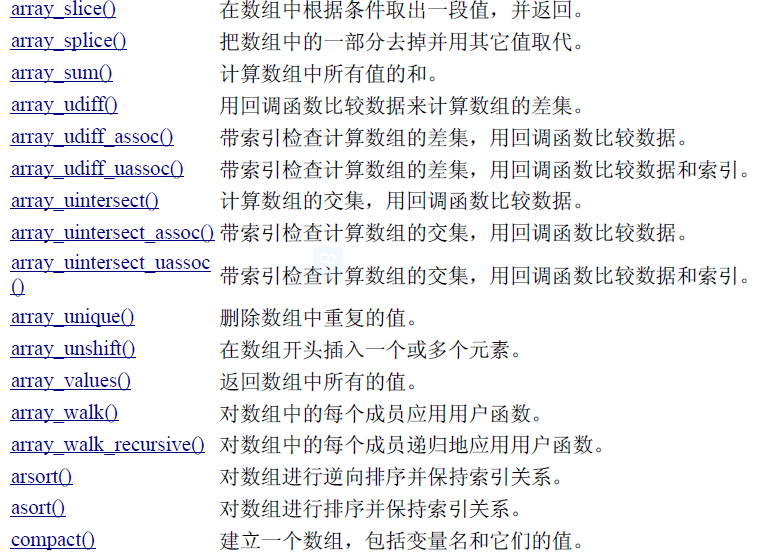 array_slice() 在数组中根据条件取出一段值，并返回。
array_splice() 把数组中的一部分去掉并用其它值取代。
array_sum() 计算数组中所有值的和。
array_udiff() 用回调函数比较数据来计算数组的差集。
array_udiff_assoc() 带索引检查计算数组的差集，用回调函数比较数据。
array_udiff_uassoc() 带索引检查计算数组的差集，用回调函数比较数据和索引。
array_uintersect() 计算数组的交集，用回调函数比较数据。
array_uintersect_assoc() 带索引检查计算数组的交集，用回调函数比较数据。
array_uintersect_uassoc
() 带索引检查计算数组的交集，用回调函数比较数据和索引。
array_unique() 删除数组中重复的值。
array_unshift() 在数组开头插入一个或多个元素。
array_values() 返回数组中所有的值。
array_walk() 对数组中的每个成员应用用户函数。
array_walk_recursive() 对数组中的每个成员递归地应用用户函数。
arsort() 对数组进行逆向排序并保持索引关系。
asort() 对数组进行排序并保持索引关系。
compact() 建立一个数组，包括变量名和它们的值。